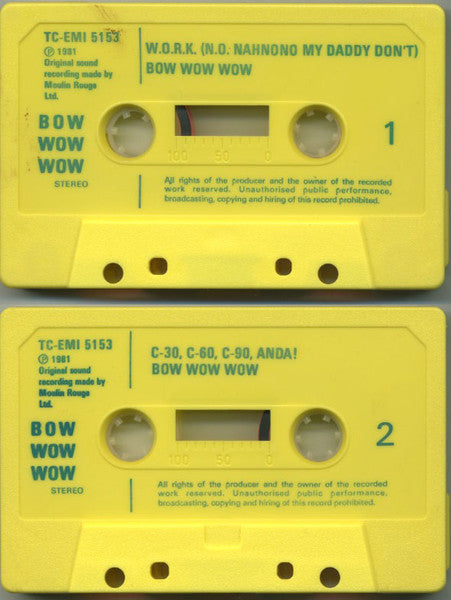 TC-EMI 5153
Ⓟ 1981
Original sound
recording made by
Moulin Rouge
Ltd.
W.O.R.K. (N.O. NAHNONO MY DADDY DON'T)
BOW WOW WOW
BOW
WOW
WOW
STEREO
1
100 50 0
All rights of the producer and the owner of the recorded
work reserved. Unauthorised public performance,
broadcasting, copying and hiring of this record prohibited.
TC-EMI 5153
Ⓟ 1981
Original sound
recording made by
Moulin Rouge
Ltd.
C-30, C-60, C-90, ANDA!
BOW WOW WOW
BOW
WOW
WOW
STEREO
2
100 50 0
All rights of the producer and the owner of the recorded
work reserved. Unauthorised public performance,
broadcasting, copying and hiring of this record prohibited.